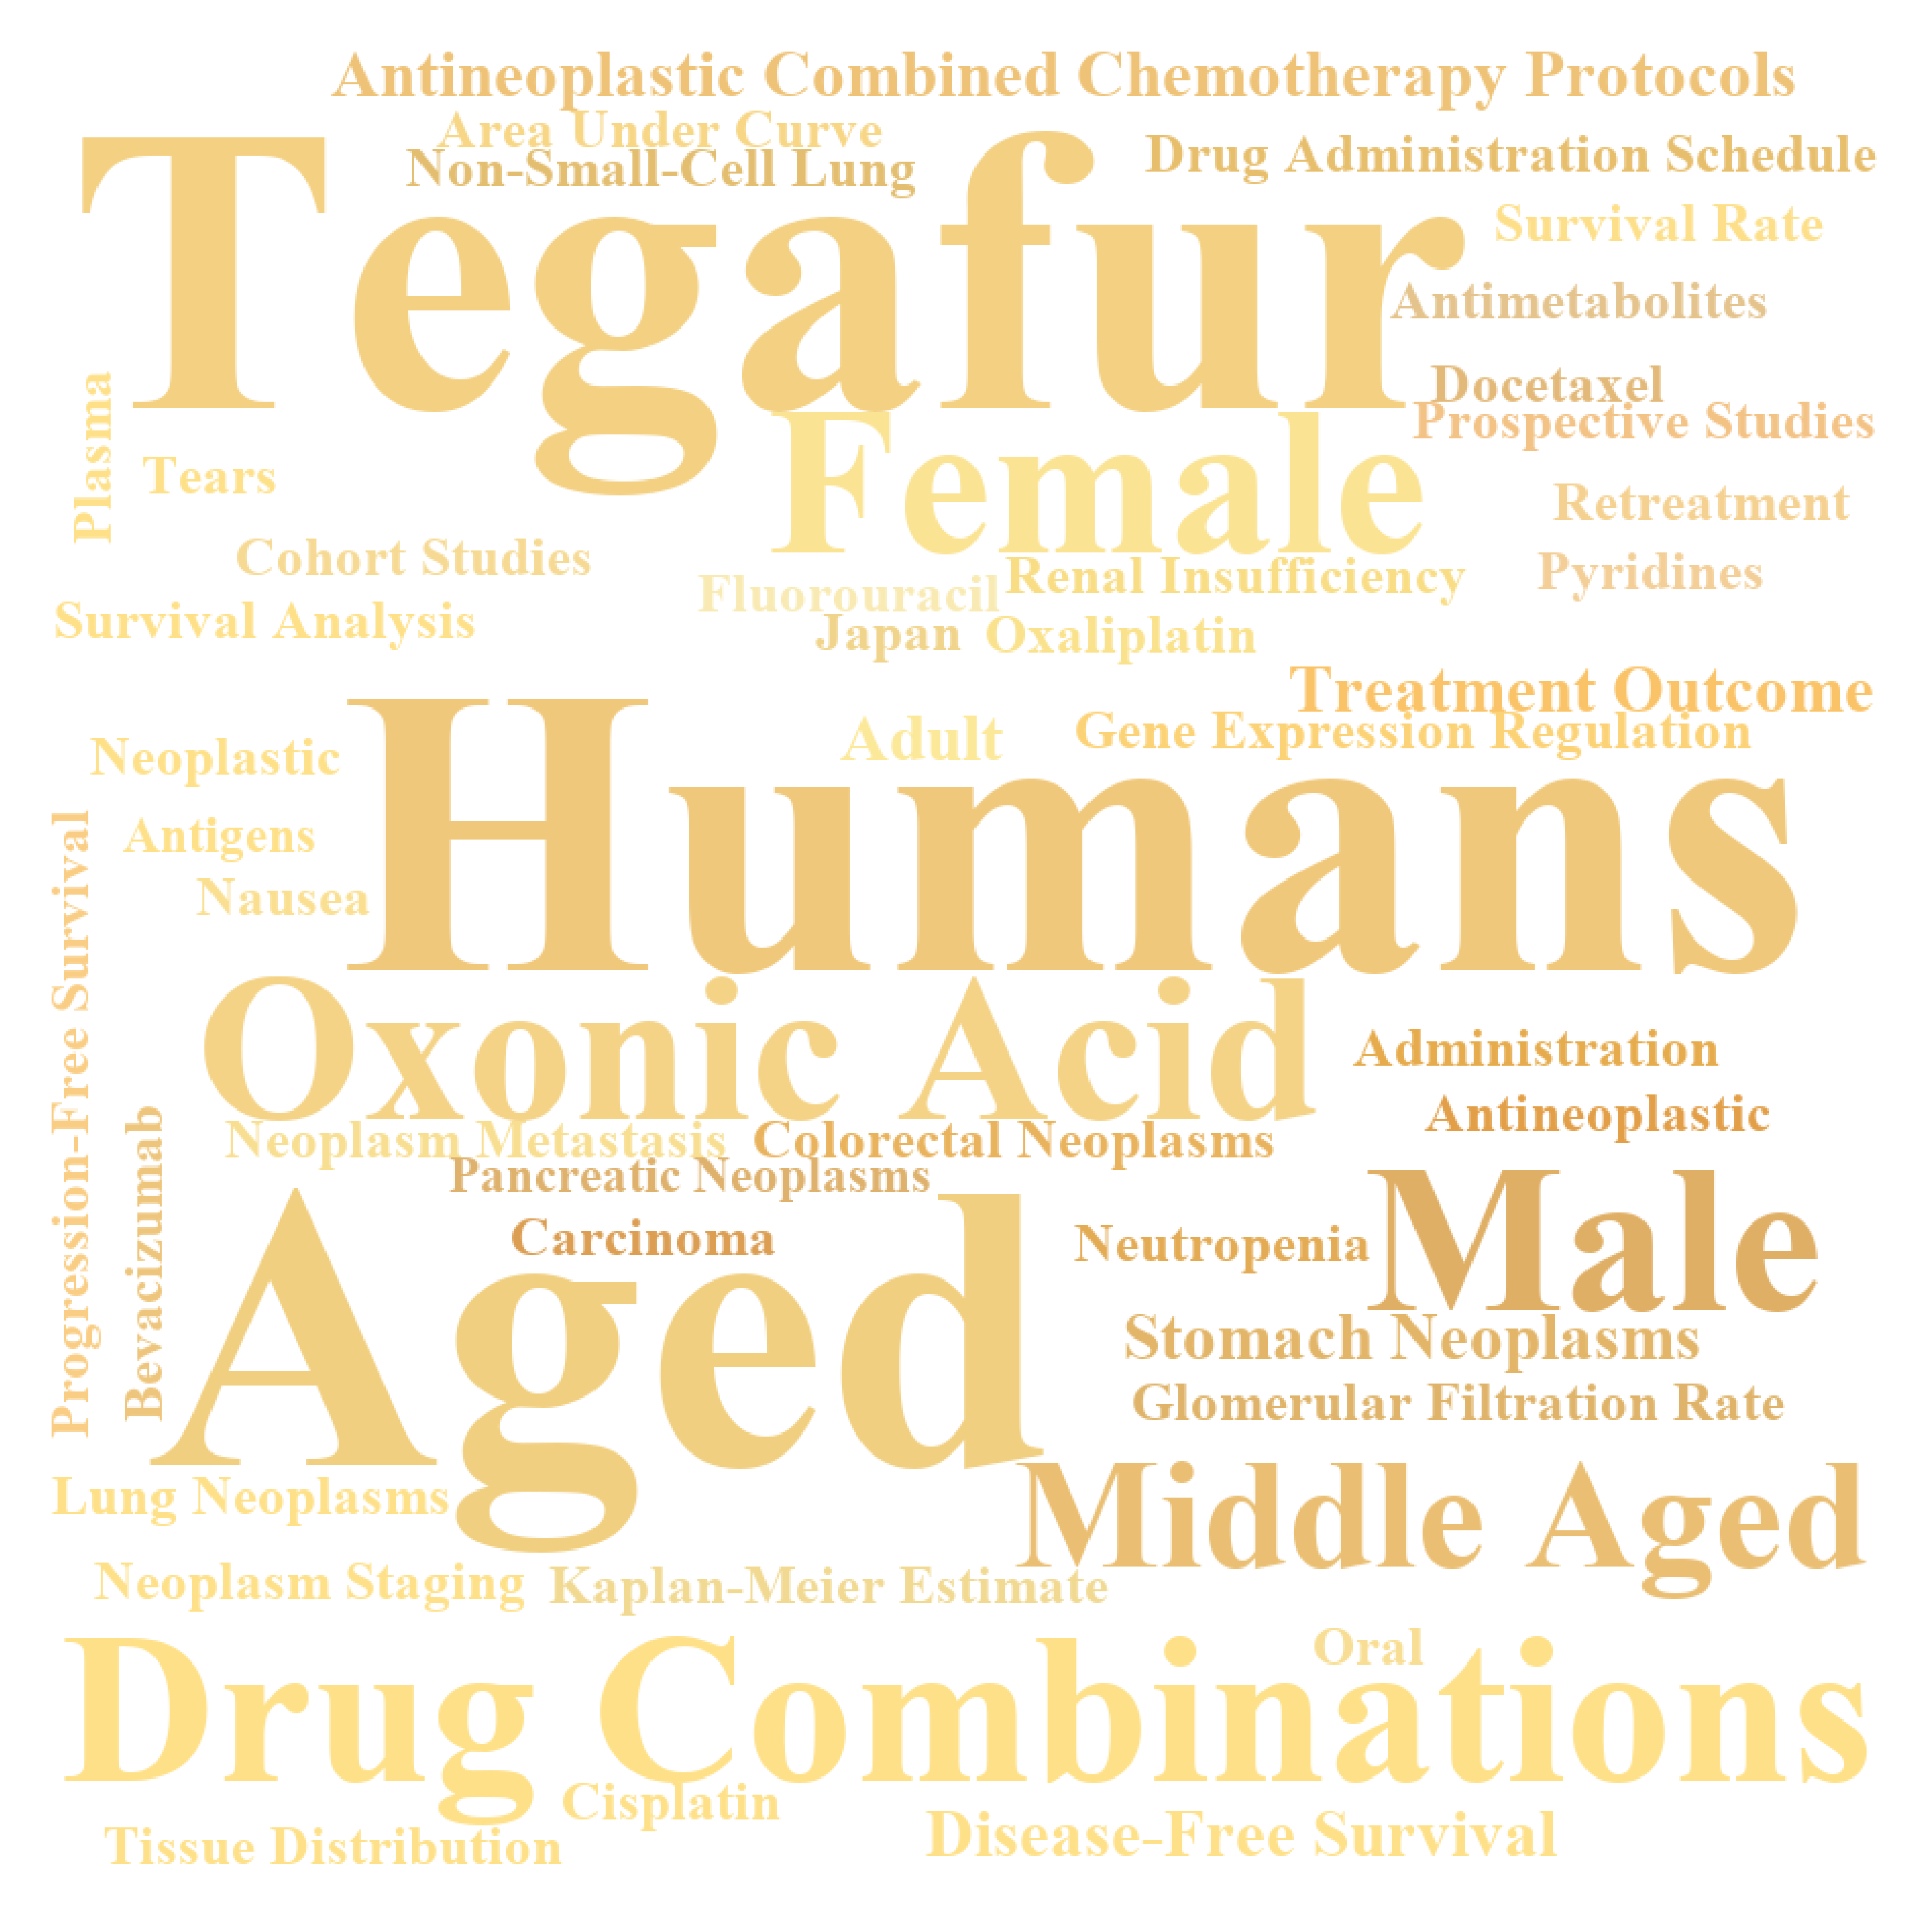 Antineoplastic Combined Chemotherapy Protocols
Area Under Curve
Non-Small-Cell Lung
Drug Administration Schedule
Tegafur
Survival Rate
Antimetabolites
Docetaxel
Prospective Studies
Plasma
Tears
Female
Retreatment
Cohort Studies
Fluorouracil
Renal Insufficiency
Pyridines
Survival Analysis
Japan
Oxaliplatin
Treatment Outcome
Neoplastic
Adult
Gene Expression Regulation
Humans
Antigens
Nausea
Progression-Free Survival
Oxonic Acid
Administration
Antineoplastic
Bevacizumab
Neoplasm Metastasis
Colorectal Neoplasms
Pancreatic Neoplasms
Carcinoma
Neutropenia
Male
Aged
Stomach Neoplasms
Glomerular Filtration Rate
Lung Neoplasms
Middle Aged
Neoplasm Staging
Kaplan-Meier Estimate
Oral
Drug Combinations
Cisplatin
Tissue Distribution
Disease-Free Survival